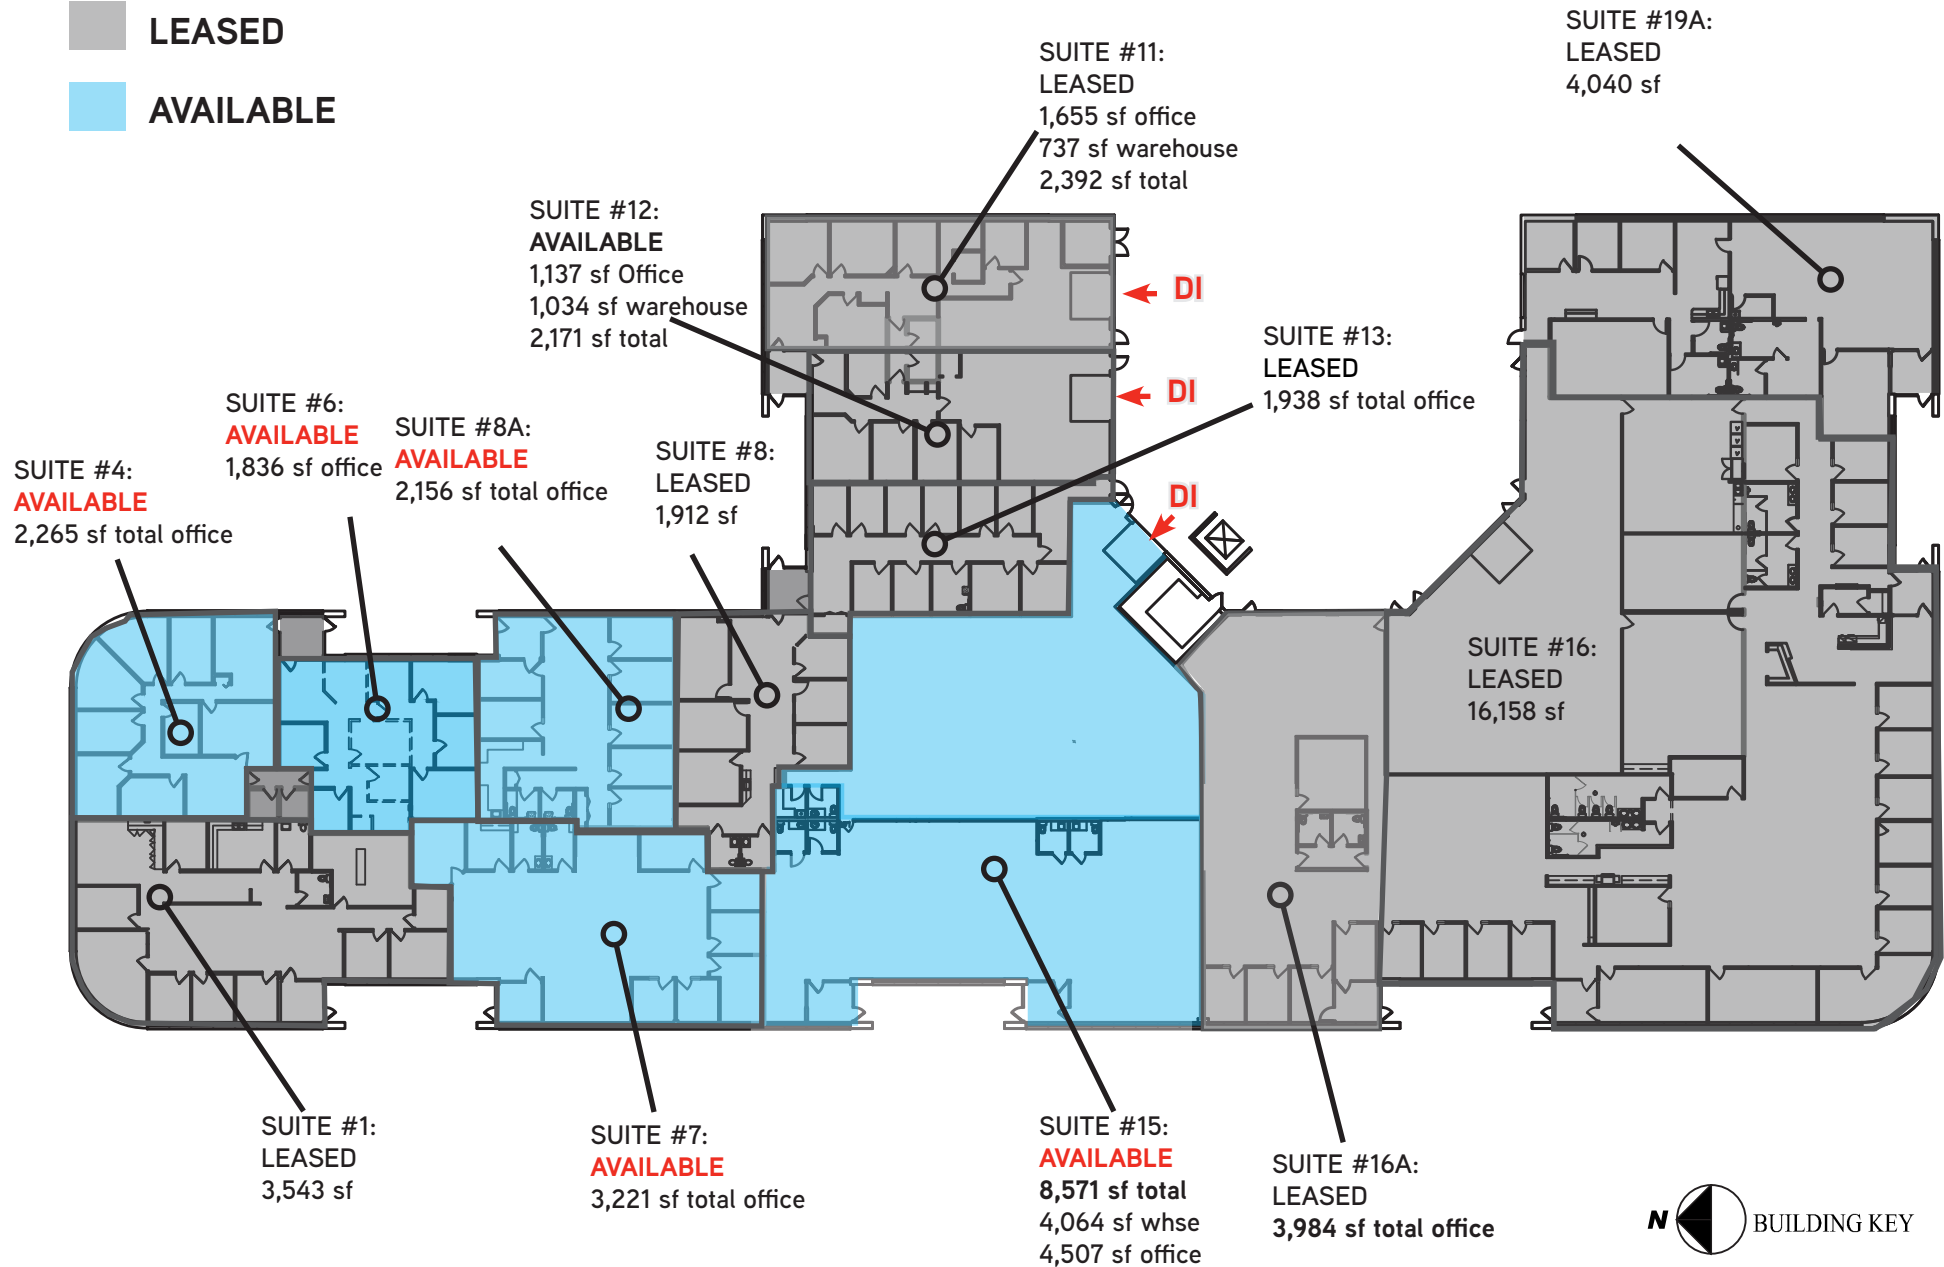 LEASED
AVAILABLE
SUITE #19A:
LEASED
4,040 sf
SUITE #11:
LEASED
1,655 sf office
737 sf warehouse
2,392 sf total
SUITE #12:
AVAILABLE
1,137 sf Office
1,034 sf warehouse
2,171 sf total
DI
SUITE #13:
LEASED
1,938 sf total office
DI
SUITE #6:
AVAILABLE
1,836 sf office
SUITE #8A:
AVAILABLE
2,156 sf total office
SUITE #8:
LEASED
1,912 sf
SUITE #4:
AVAILABLE
2,265 sf total office
DI
SUITE #16:
LEASED
16,158 sf
SUITE #1:
LEASED
3,543 sf
SUITE #7:
AVAILABLE
3,221 sf total office
SUITE #15:
AVAILABLE
8,571 sf total
4,064 sf whse
4,507 sf office
SUITE #16A:
LEASED
3,984 sf total office
N BUILDING KEY